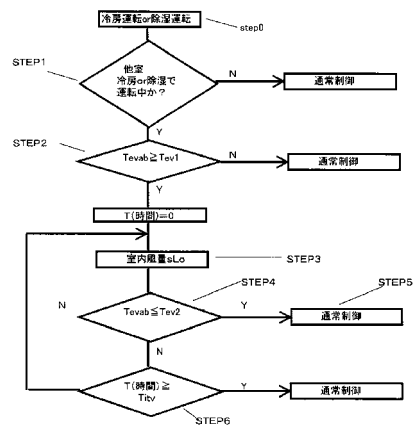 冷房運転or除湿運転
step0
STEP1
他室
冷房or除湿で
運転中か？
N
通常制御
Y
STEP2
Tevab≧Tev1
N
通常制御
Y
T(時間)=0
室内風量sLo
STEP3
STEP4
STEP5
N
Tevab≦Tev2
Y
通常制御
N
T(時間)≧
Titv
Y
通常制御
STEP6